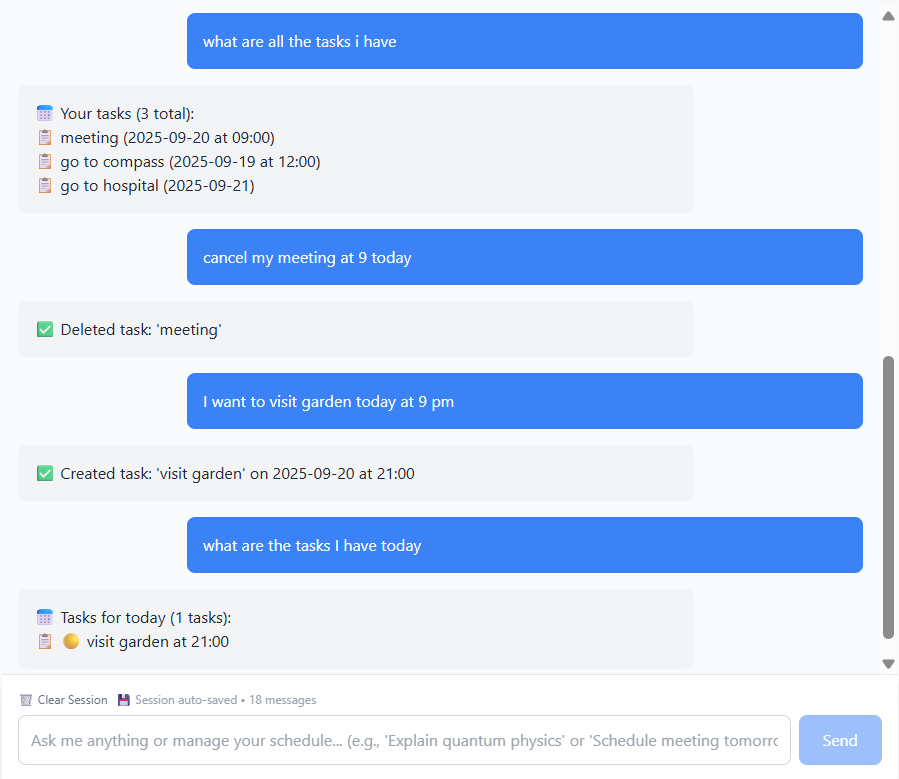 what are all the tasks i have
Your tasks (3 total):
meeting (2025-09-20 at 09:00)
go to compass (2025-09-19 at 12:00)
go to hospital (2025-09-21)
cancel my meeting at 9 today
Deleted task: 'meeting'
I want to visit garden today at 9 pm
Created task: 'visit garden' on 2025-09-20 at 21:00
what are the tasks I have today
Tasks for today (1 tasks):
visit garden at 21:00
Clear Session Session auto-saved • 18 messages
Ask me anything or manage your schedule... (e.g., 'Explain quantum physics' or 'Schedule meeting tomorrc
Send